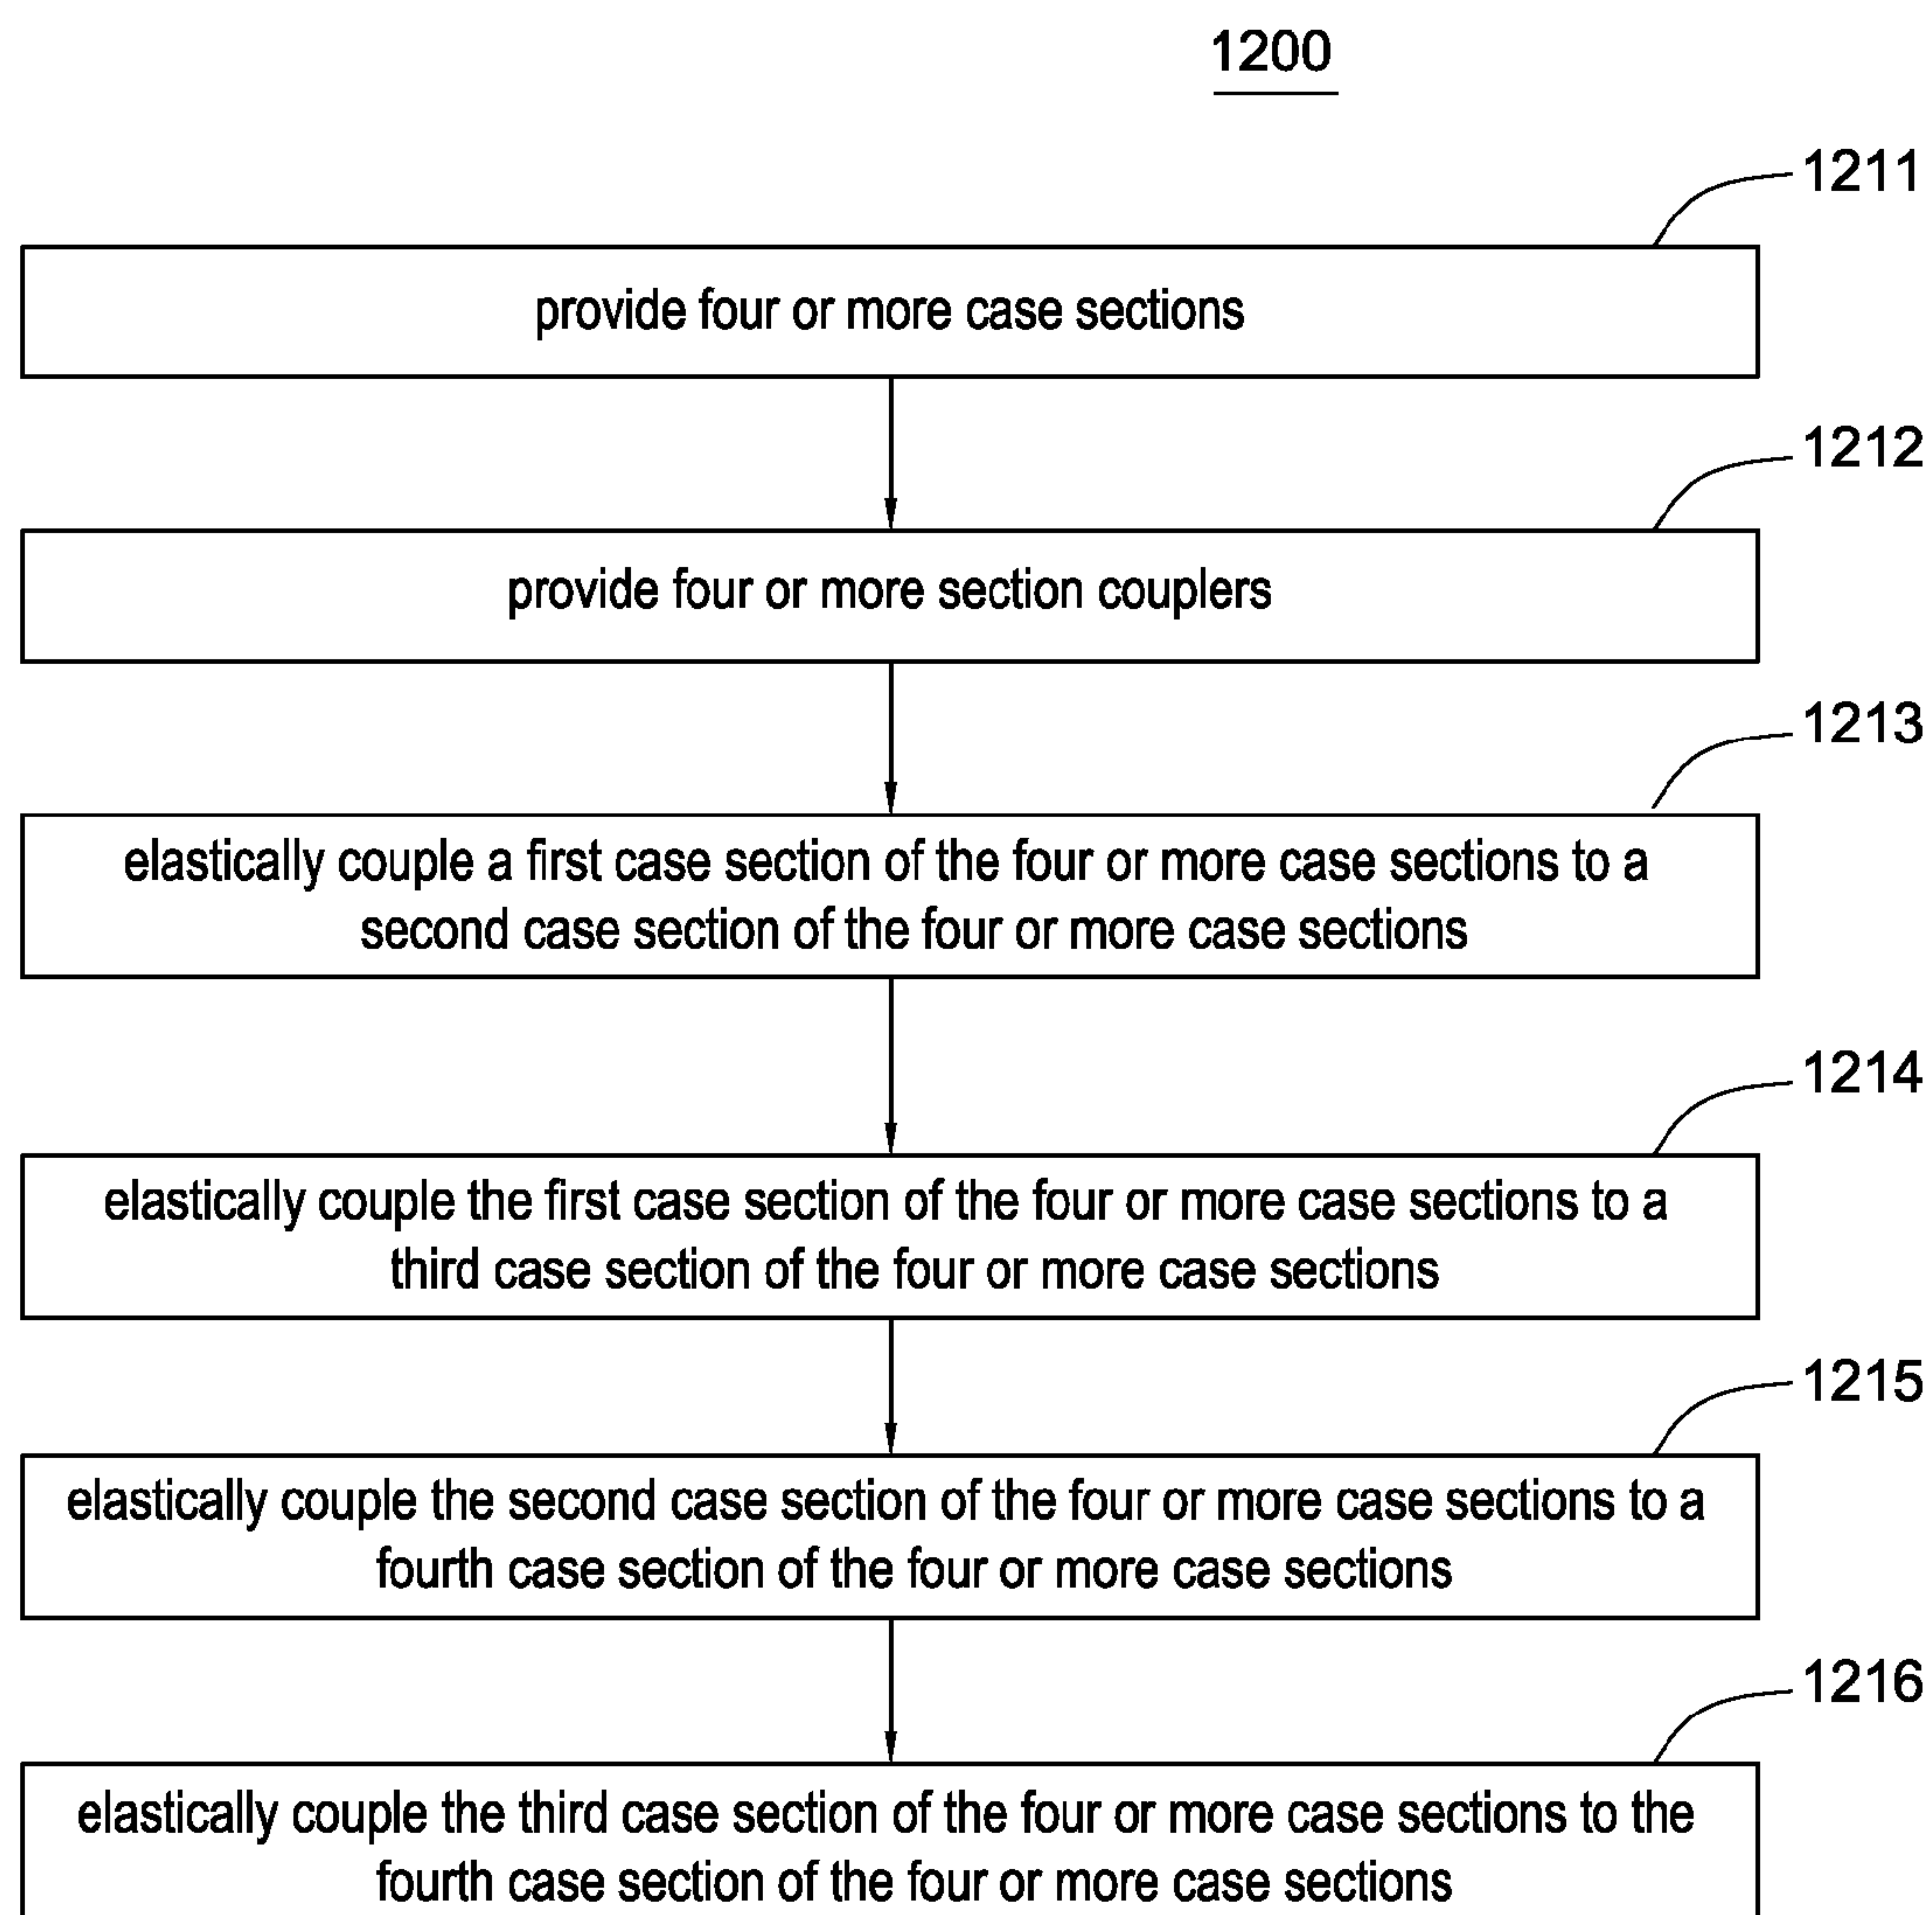 1200
1211
provide four or more case sections
1212
provide four or more section couplers
1213
elastically couple a first case section of the four or more case sections to a
second case section of the four or more case sections
1214
elastically couple the first case section of the four or more case sections to a
third case section of the four or more case sections
1215
elastically couple the second case section of the four or more case sections to a
fourth case section of the four or more case sections
1216
elastically couple the third case section of the four or more case sections to the
fourth case section of the four or more case sections